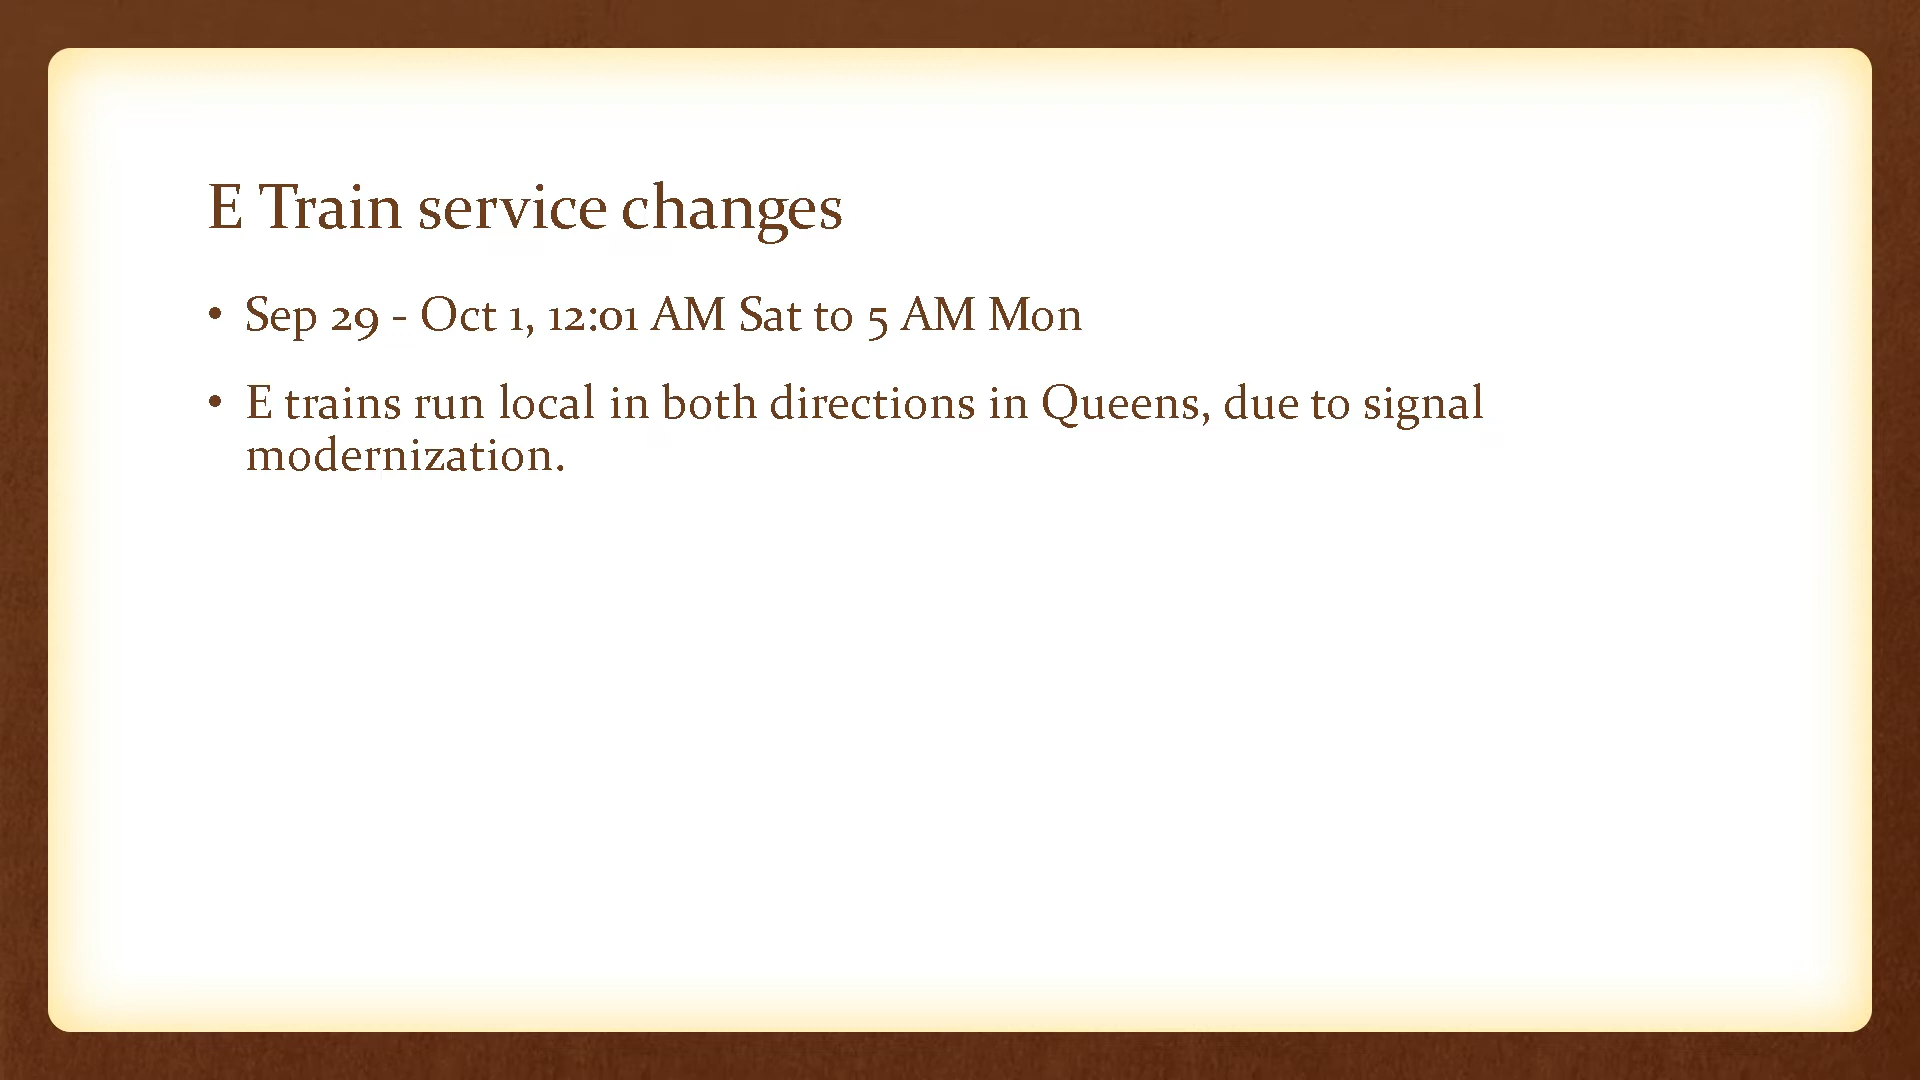 E Train service changes
• Sep 29 - Oct 1, 12:01 AM Sat to 5 AM Mon
• E trains run local in both directions in Queens, due to signal
modernization.